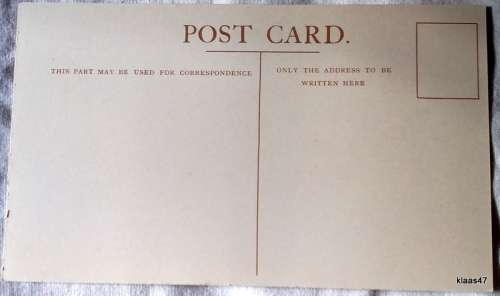 POST CARD.
THIS PART MAY BE USED FOR CORRESPONDENCE
ONLY THE ADDRESS TO BE
WRITTEN HERE
klaas47